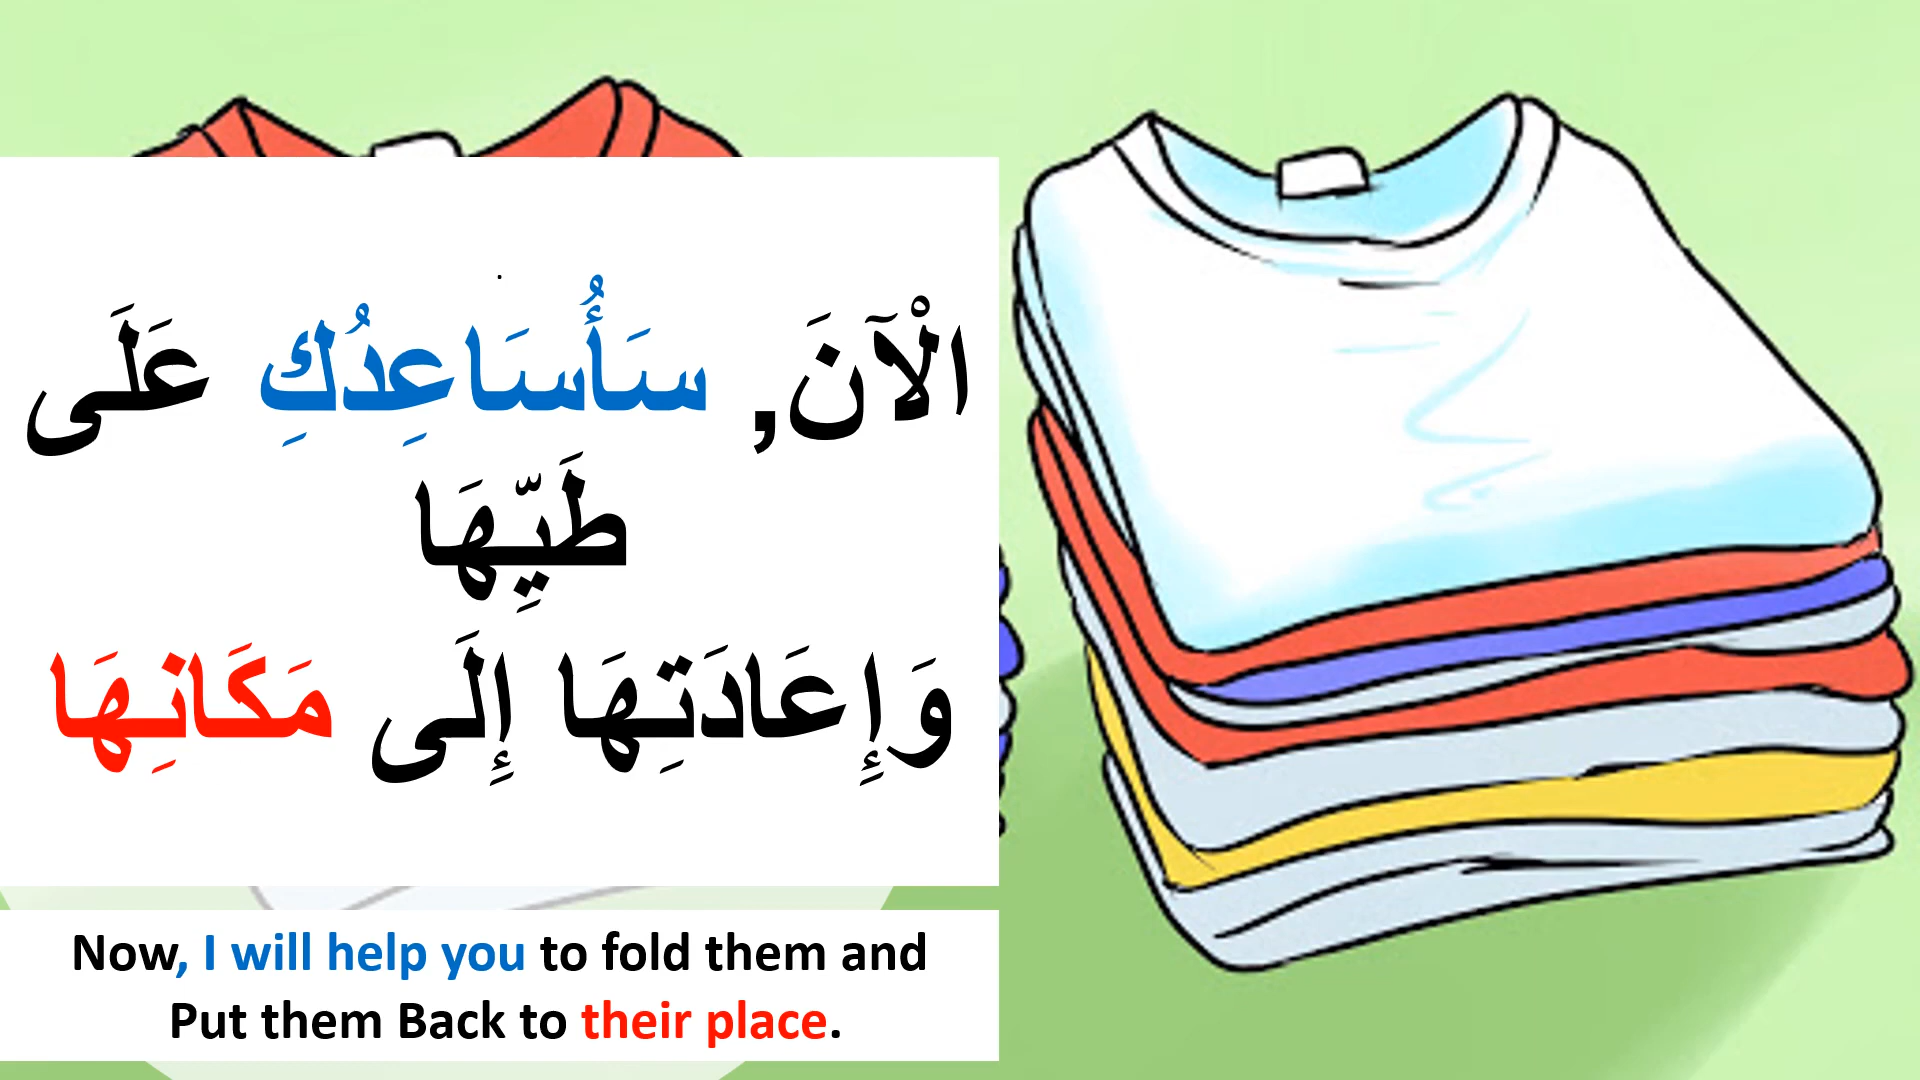 الْآنَ, سَأُسَاعِدُكِ عَلَى
طَيِّهَا
وَإِعَادَتِهَا إِلَى مَكَانِهَا
Now, I will help you to fold them and
Put them Back to their place.